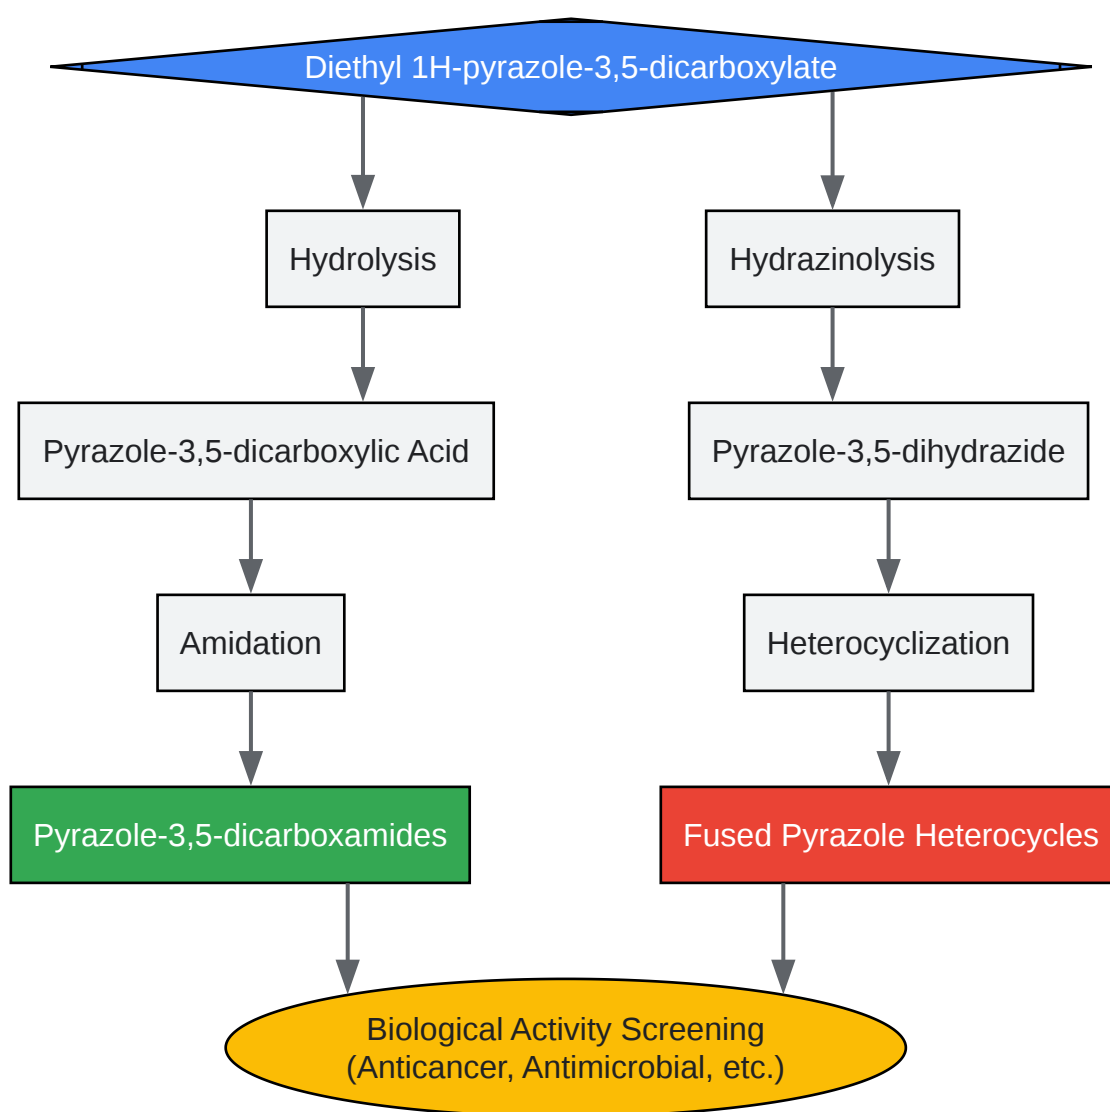 Diethyl 1H-pyrazole-3,5-dicarboxylate
Hydrolysis
Hydrazinolysis
Pyrazole-3,5-dicarboxylic Acid
Pyrazole-3,5-dihydrazide
Amidation
Heterocyclization
Pyrazole-3,5-dicarboxamides
Fused Pyrazole Heterocycles
Biological Activity Screening
(Anticancer, Antimicrobial, etc.)